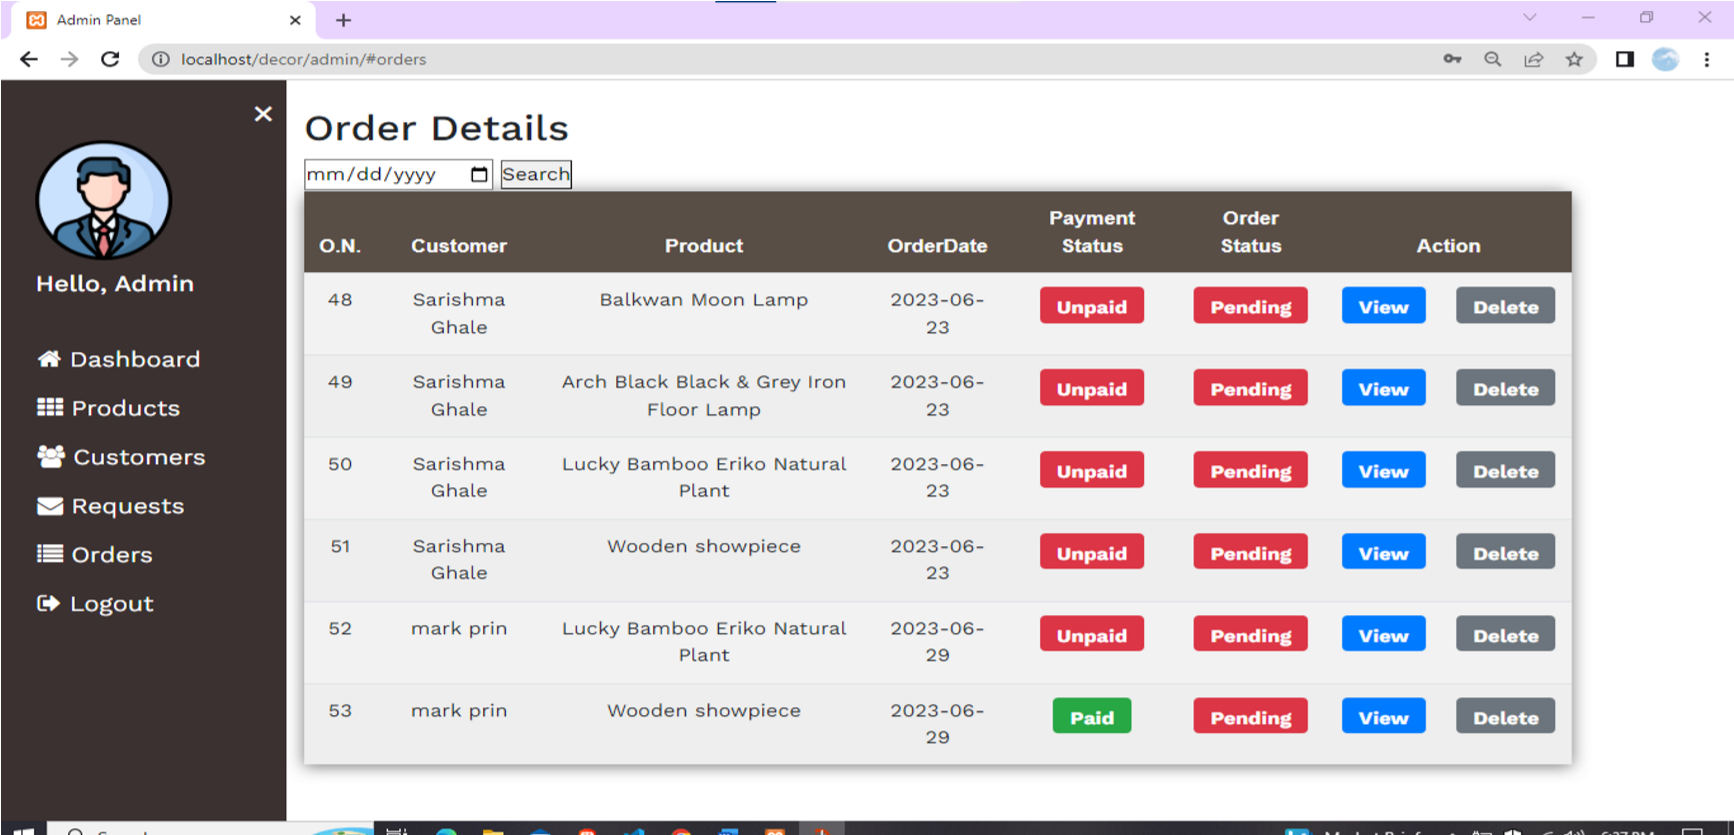 Admin Panel
localhost/decor/admin/#orders
Hello, Admin
Dashboard
Products
Customers
Requests
Orders
Logout
Order Details
mm/dd/yyyy Search
O.N. Customer Product OrderDate Payment Status Order Status Action
48 Sarishma Balkwan Moon Lamp 2023-06- Unpaid Pending View Delete
Ghale 23
49 Sarishma Arch Black Black & Grey Iron 2023-06- Unpaid Pending View Delete
Ghale Floor Lamp 23
50 Sarishma Lucky Bamboo Eriko Natural 2023-06- Unpaid Pending View Delete
Ghale Plant 23
51 Sarishma Wooden showpiece 2023-06- Unpaid Pending View Delete
Ghale 23
52 mark prin Lucky Bamboo Eriko Natural 2023-06- Unpaid Pending View Delete
Plant 29
53 mark prin Wooden showpiece 2023-06- Paid Pending View Delete
29